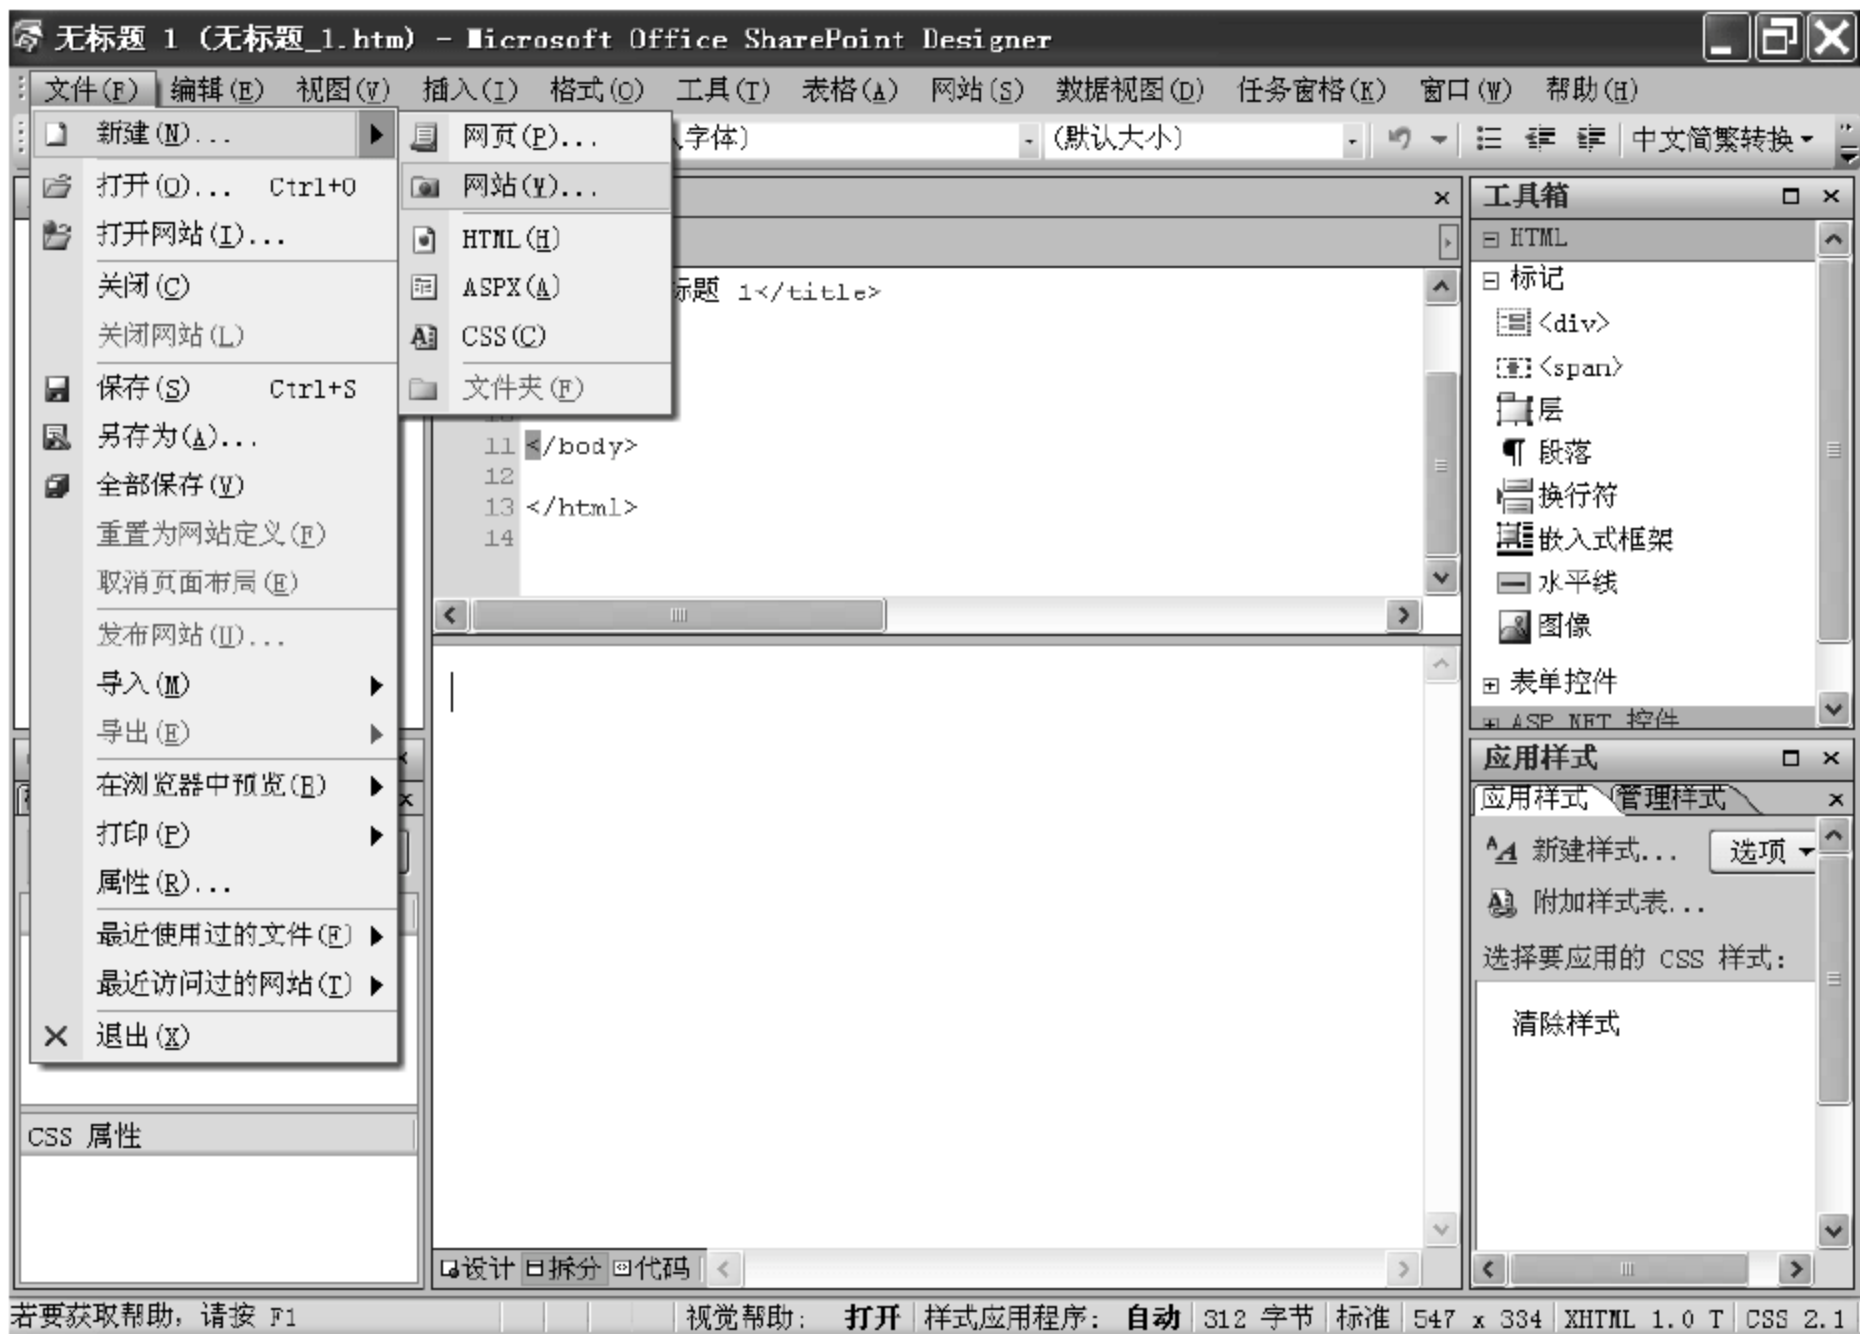 无标题 1 (无标题_1.htm) - Microsoft Office SharePoint Designer
文件(F) 编辑(E) 视图(V) 插入(I) 格式(O) 工具(T) 表格(A) 网站(S) 数据视图(D) 任务窗格(K) 窗口(W) 帮助(H)
字体) (默认大小) 中文简繁转换
新建(N)...
打开(O)... Ctrl+O
打开网站(I)...
关闭(C)
关闭网站(L)
保存(S) Ctrl+S
另存为(A)...
全部保存(V)
重置为网站定义(F)
取消页面布局(E)
发布网站(U)...
导入(M)
导出(E)
在浏览器中预览(B)
打印(P)
属性(R)...
最近使用过的文件(F)
最近访问过的网站(T)
退出(X)
网页(P)...
网站(W)...
HTML(H)
ASPX(A)
CSS(C)
文件夹(F)
标题 1</title>
10
11 </body>
12
13 </html>
14
设计 拆分 代码
CSS 属性
工具箱
HTML
标记
<div>
<span>
层
段落
换行符
嵌入式框架
水平线
图像
表单控件
ASP.NET 控件
应用样式
应用样式 管理样式
新建样式... 选项
附加样式表...
选择要应用的 CSS 样式:
清除样式
若要获取帮助，请按 F1 视觉帮助: 打开 样式应用程序: 自动 312 字节 标准 547 x 334 XHTML 1.0 T CSS 2.1